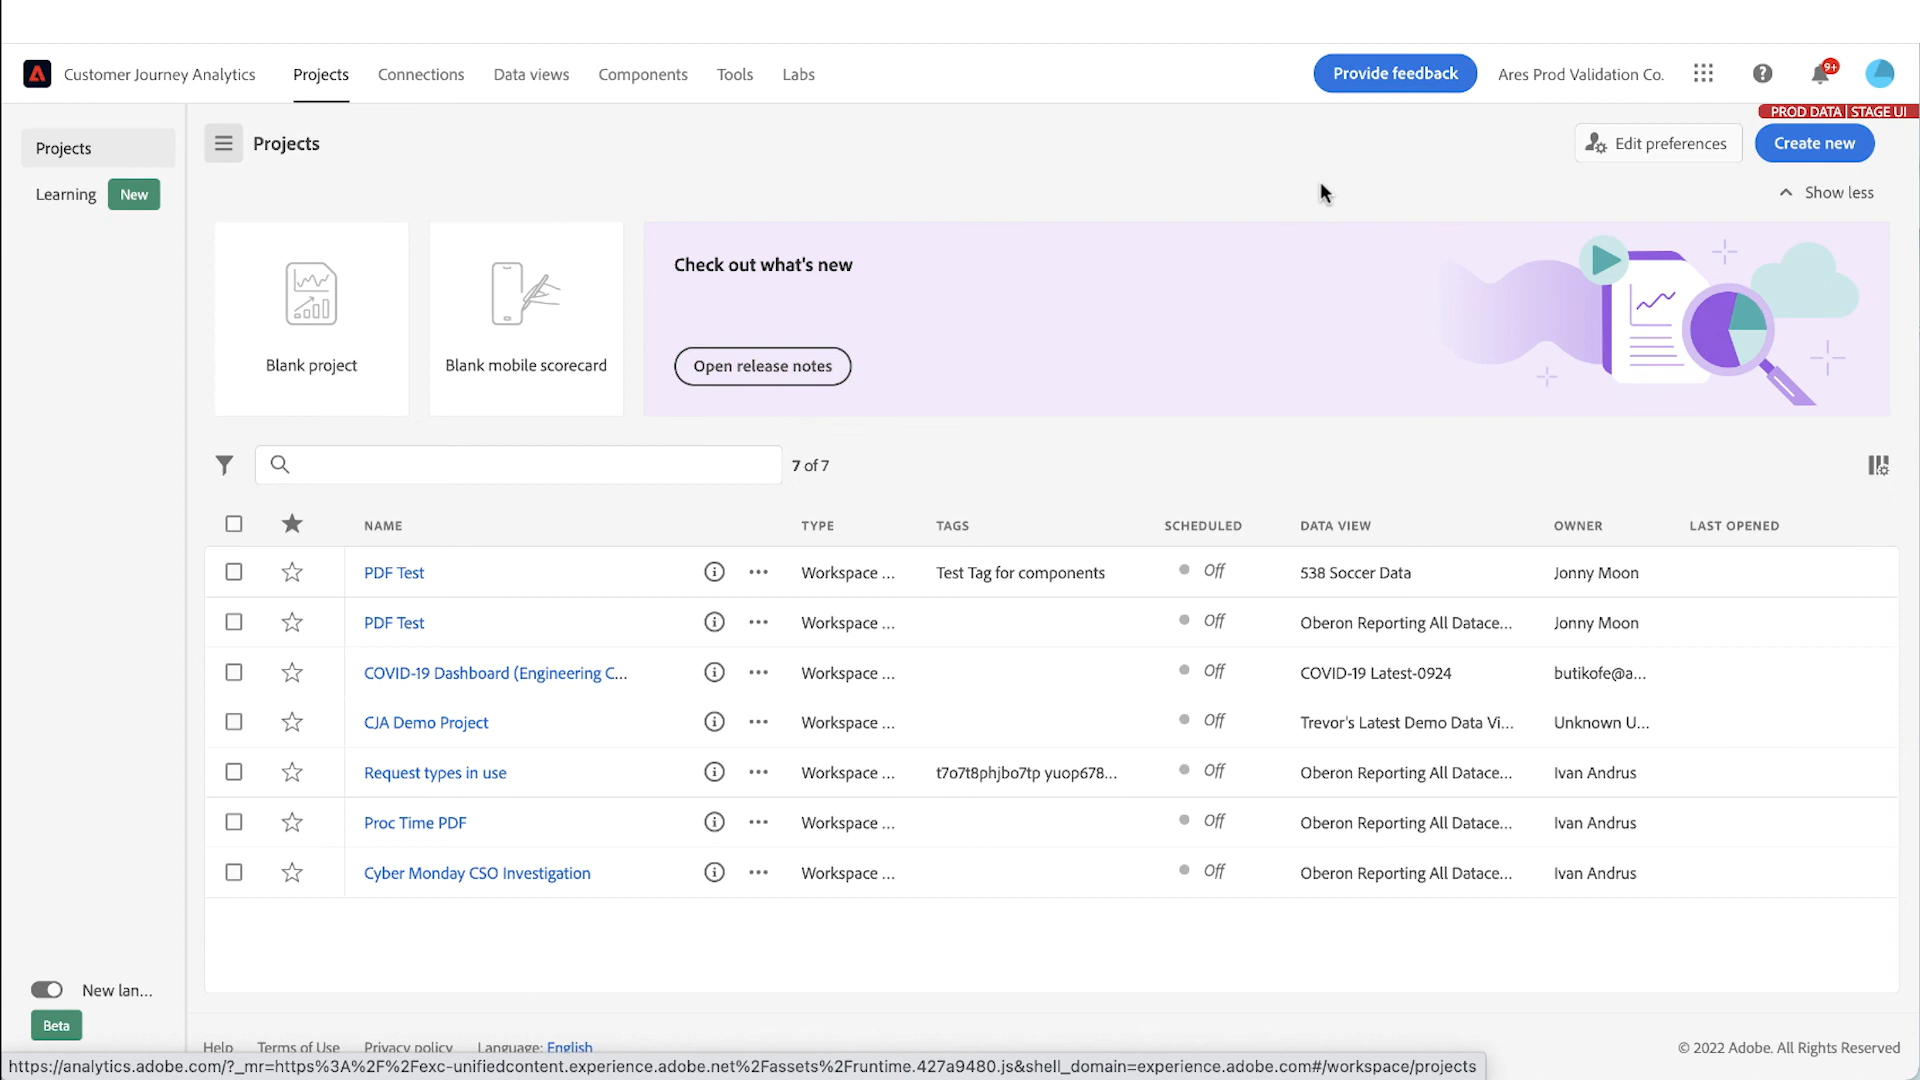 Customer Journey Analytics Projects Connections Data views Components Tools Labs Provide feedback Ares Prod Validation Co. 9+
PROD DATA | STAGE UI
Projects
Learning New
Projects
Edit preferences Create new
Show less
Blank project
Blank mobile scorecard
Check out what's new
Open release notes
7 of 7
NAME TYPE TAGS SCHEDULED DATA VIEW OWNER LAST OPENED
PDF Test Workspace ... Test Tag for components Off 538 Soccer Data Jonny Moon
PDF Test Workspace ... Off Oberon Reporting All Datace... Jonny Moon
COVID-19 Dashboard (Engineering C... Workspace ... Off COVID-19 Latest-0924 butikofe@a...
CJA Demo Project Workspace ... Off Trevor's Latest Demo Data Vi... Unknown U...
Request types in use Workspace ... t7o7t8phjbo7tp yuop678... Off Oberon Reporting All Datace... Ivan Andrus
Proc Time PDF Workspace ... Off Oberon Reporting All Datace... Ivan Andrus
Cyber Monday CSO Investigation Workspace ... Off Oberon Reporting All Datace... Ivan Andrus
New lan...
Beta
Help Terms of Use Privacy policy Language: English © 2022 Adobe. All Rights Reserved
https://analytics.adobe.com/?_mr=https%3A%2F%2Fexc-unifiedcontent.experience.adobe.net%2Fassets%2Fruntime.427a9480.js&shell_domain=experience.adobe.com#/workspace/projects